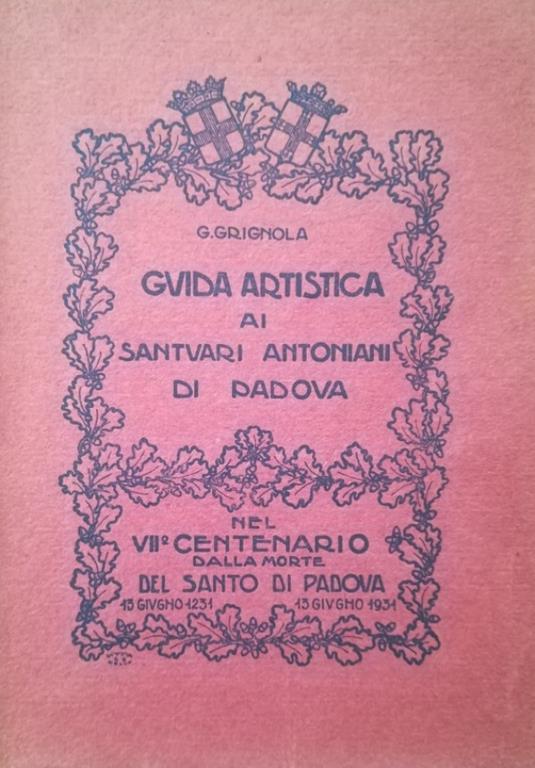 G. GRIGNOLA
GVIDA ARTISTICA
AI
SANTVARI ANTONIANI
DI PADOVA
NEL
VIIº CENTENARIO
DALLA MORTE
DEL SANTO DI PADOVA
13 GIVGNO 1231 13 GIVGNO 1931